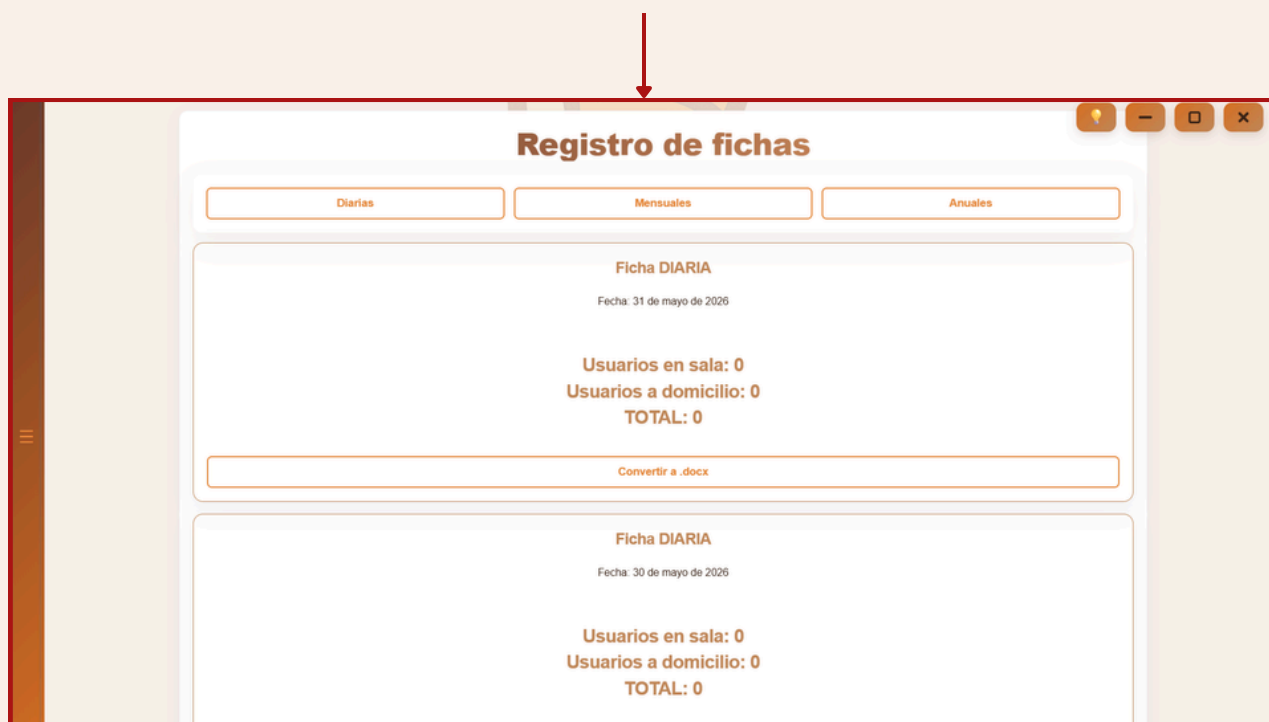 Registro de fichas
Diarias Mensuales Anuales
Ficha DIARIA
Fecha: 31 de mayo de 2026
Usuarios en sala: 0
Usuarios a domicilio: 0
TOTAL: 0
Convertir a .docx
Ficha DIARIA
Fecha: 30 de mayo de 2026
Usuarios en sala: 0
Usuarios a domicilio: 0
TOTAL: 0